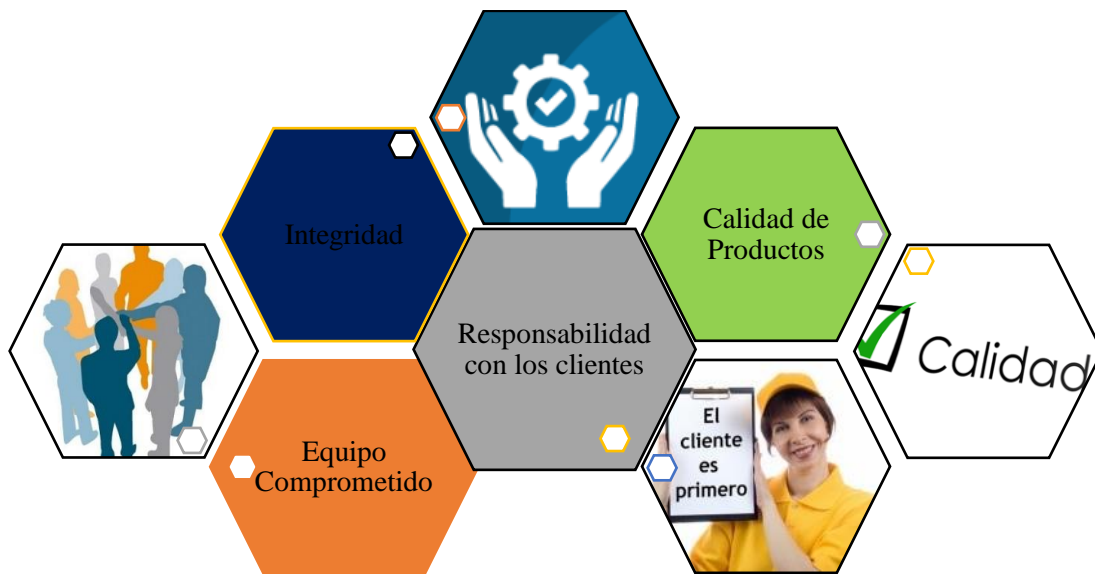 Integridad
Calidad de
Productos
Responsabilidad
con los clientes
Calidad
Equipo
Comprometido
El
cliente
es
primero